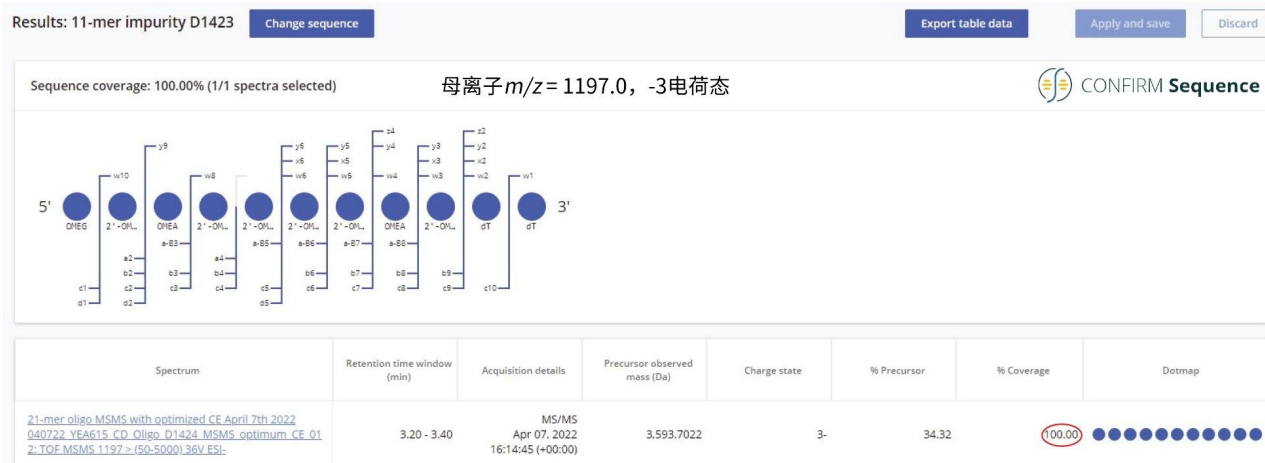 Results: 11-mer impurity D1423
Change sequence
Export table data
Apply and save
Discard
Sequence coverage: 100.00% (1/1 spectra selected)
母离子m/z = 1197.0，-3电荷态
CONFIRM Sequence
z4 z2
y9 y6 y5 y4 y3 y2
x6 x5 x3 x2
w10 w8 w6 w5 w4 w3 w2 w1
5' 3'
OMEG 2'-OM… OMEA 2'-OM… 2'-OM… 2'-OM… 2'-OM… OMEA 2'-OM… dT dT
a-B3 a-B5 a-B6 a-B7 a-B8
a2 a4
b2 b3 b4 b6 b7 b8 b9
c1 c2 c3 c4 c5 c6 c7 c8 c9 c10
d1 d2 d5
Spectrum
Retention time window
(min)
Acquisition details
Precursor observed
mass (Da)
Charge state
% Precursor
% Coverage
Dotmap
21-mer oligo MSMS with optimized CE April 7th 2022
040722_YEA615_CD_Oligo_D1424_MSMS_optimum_CE_01
2: TOF MSMS 1197 > (50-5000) 36V ESI-
3.20 - 3.40
MS/MS
Apr 07, 2022
16:14:45 (+00:00)
3,593.7022
3-
34.32
100.00